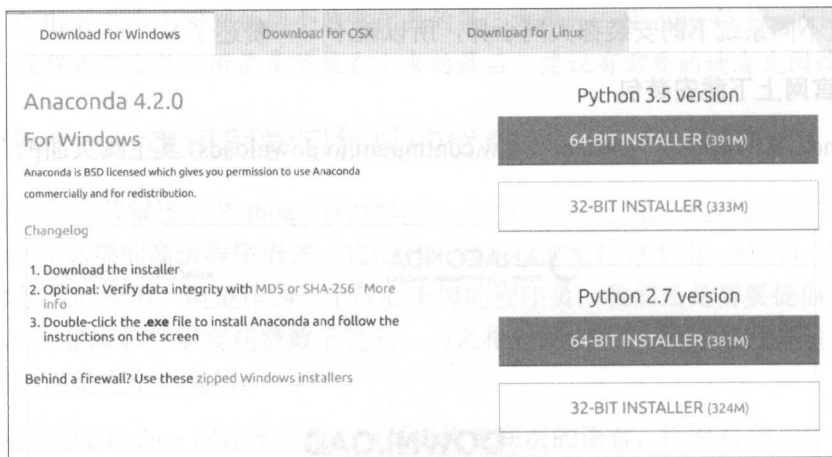 Download for Windows
Download for OSX
Download for Linux
Anaconda 4.2.0
For Windows
Anaconda is BSD licensed which gives you permission to use Anaconda
commercially and for redistribution.
Changelog
1. Download the installer
2. Optional: Verify data integrity with MD5 or SHA-256 More
info
3. Double-click the .exe file to install Anaconda and follow the
instructions on the screen
Behind a firewall? Use these zipped Windows installers
Python 3.5 version
64-BIT INSTALLER (391M)
32-BIT INSTALLER (333M)
Python 2.7 version
64-BIT INSTALLER (381M)
32-BIT INSTALLER (324M)